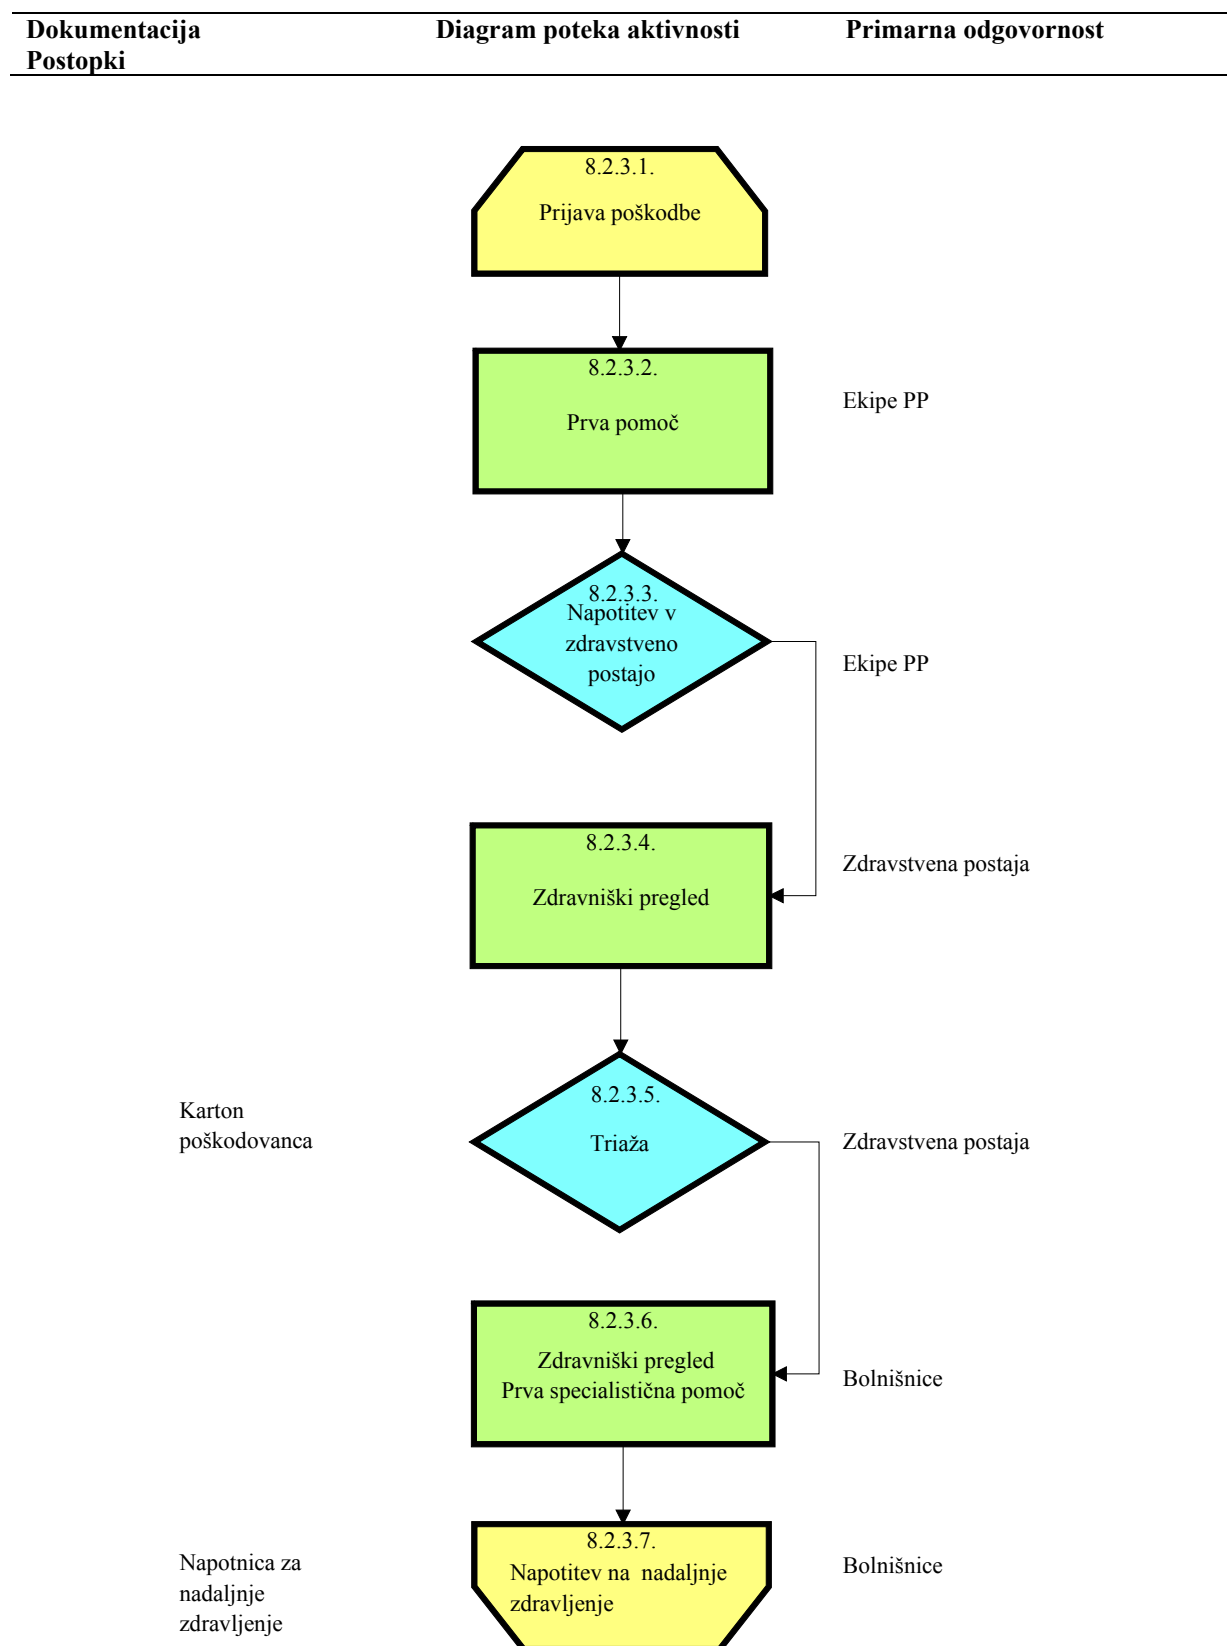 Dokumentacija
Postopki
Diagram poteka aktivnosti
Primarna odgovornost
8.2.3.1.
Prijava poškodbe
8.2.3.2.
Prva pomoč
Ekipe PP
8.2.3.3.
Napotitev v
zdravstveno
postajo
Ekipe PP
8.2.3.4.
Zdravniški pregled
Zdravstvena postaja
Karton
poškodovanca
8.2.3.5.
Triaža
Zdravstvena postaja
8.2.3.6.
Zdravniški pregled
Prva specialistična pomoč
Bolnišnice
Napotnica za
nadaljnje
zdravljenje
8.2.3.7.
Napotitev na nadaljnje
zdravljenje
Bolnišnice